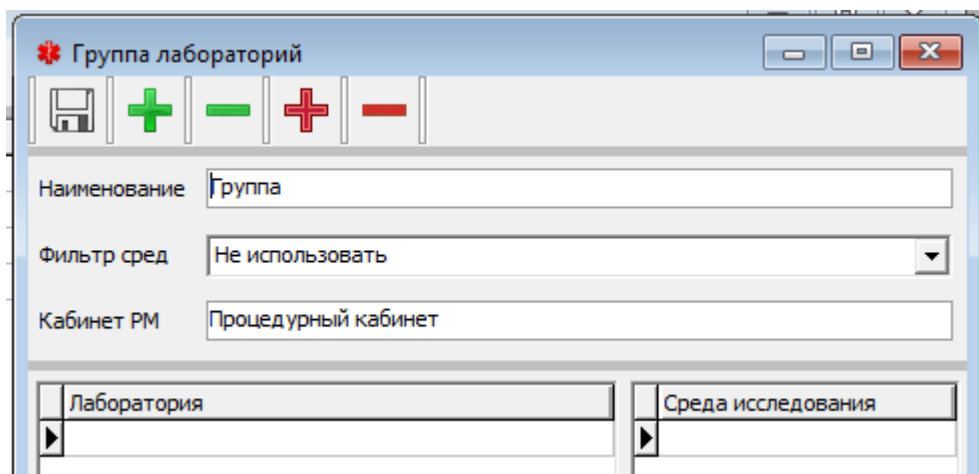 Группа лабораторий
Наименование Группа
Фильтр сред Не использовать
Кабинет РМ Процедурный кабинет
Лаборатория Среда исследования